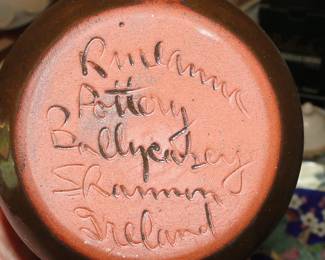 Rineanna
Pottery
Ballycasey
Shannon,
Ireland